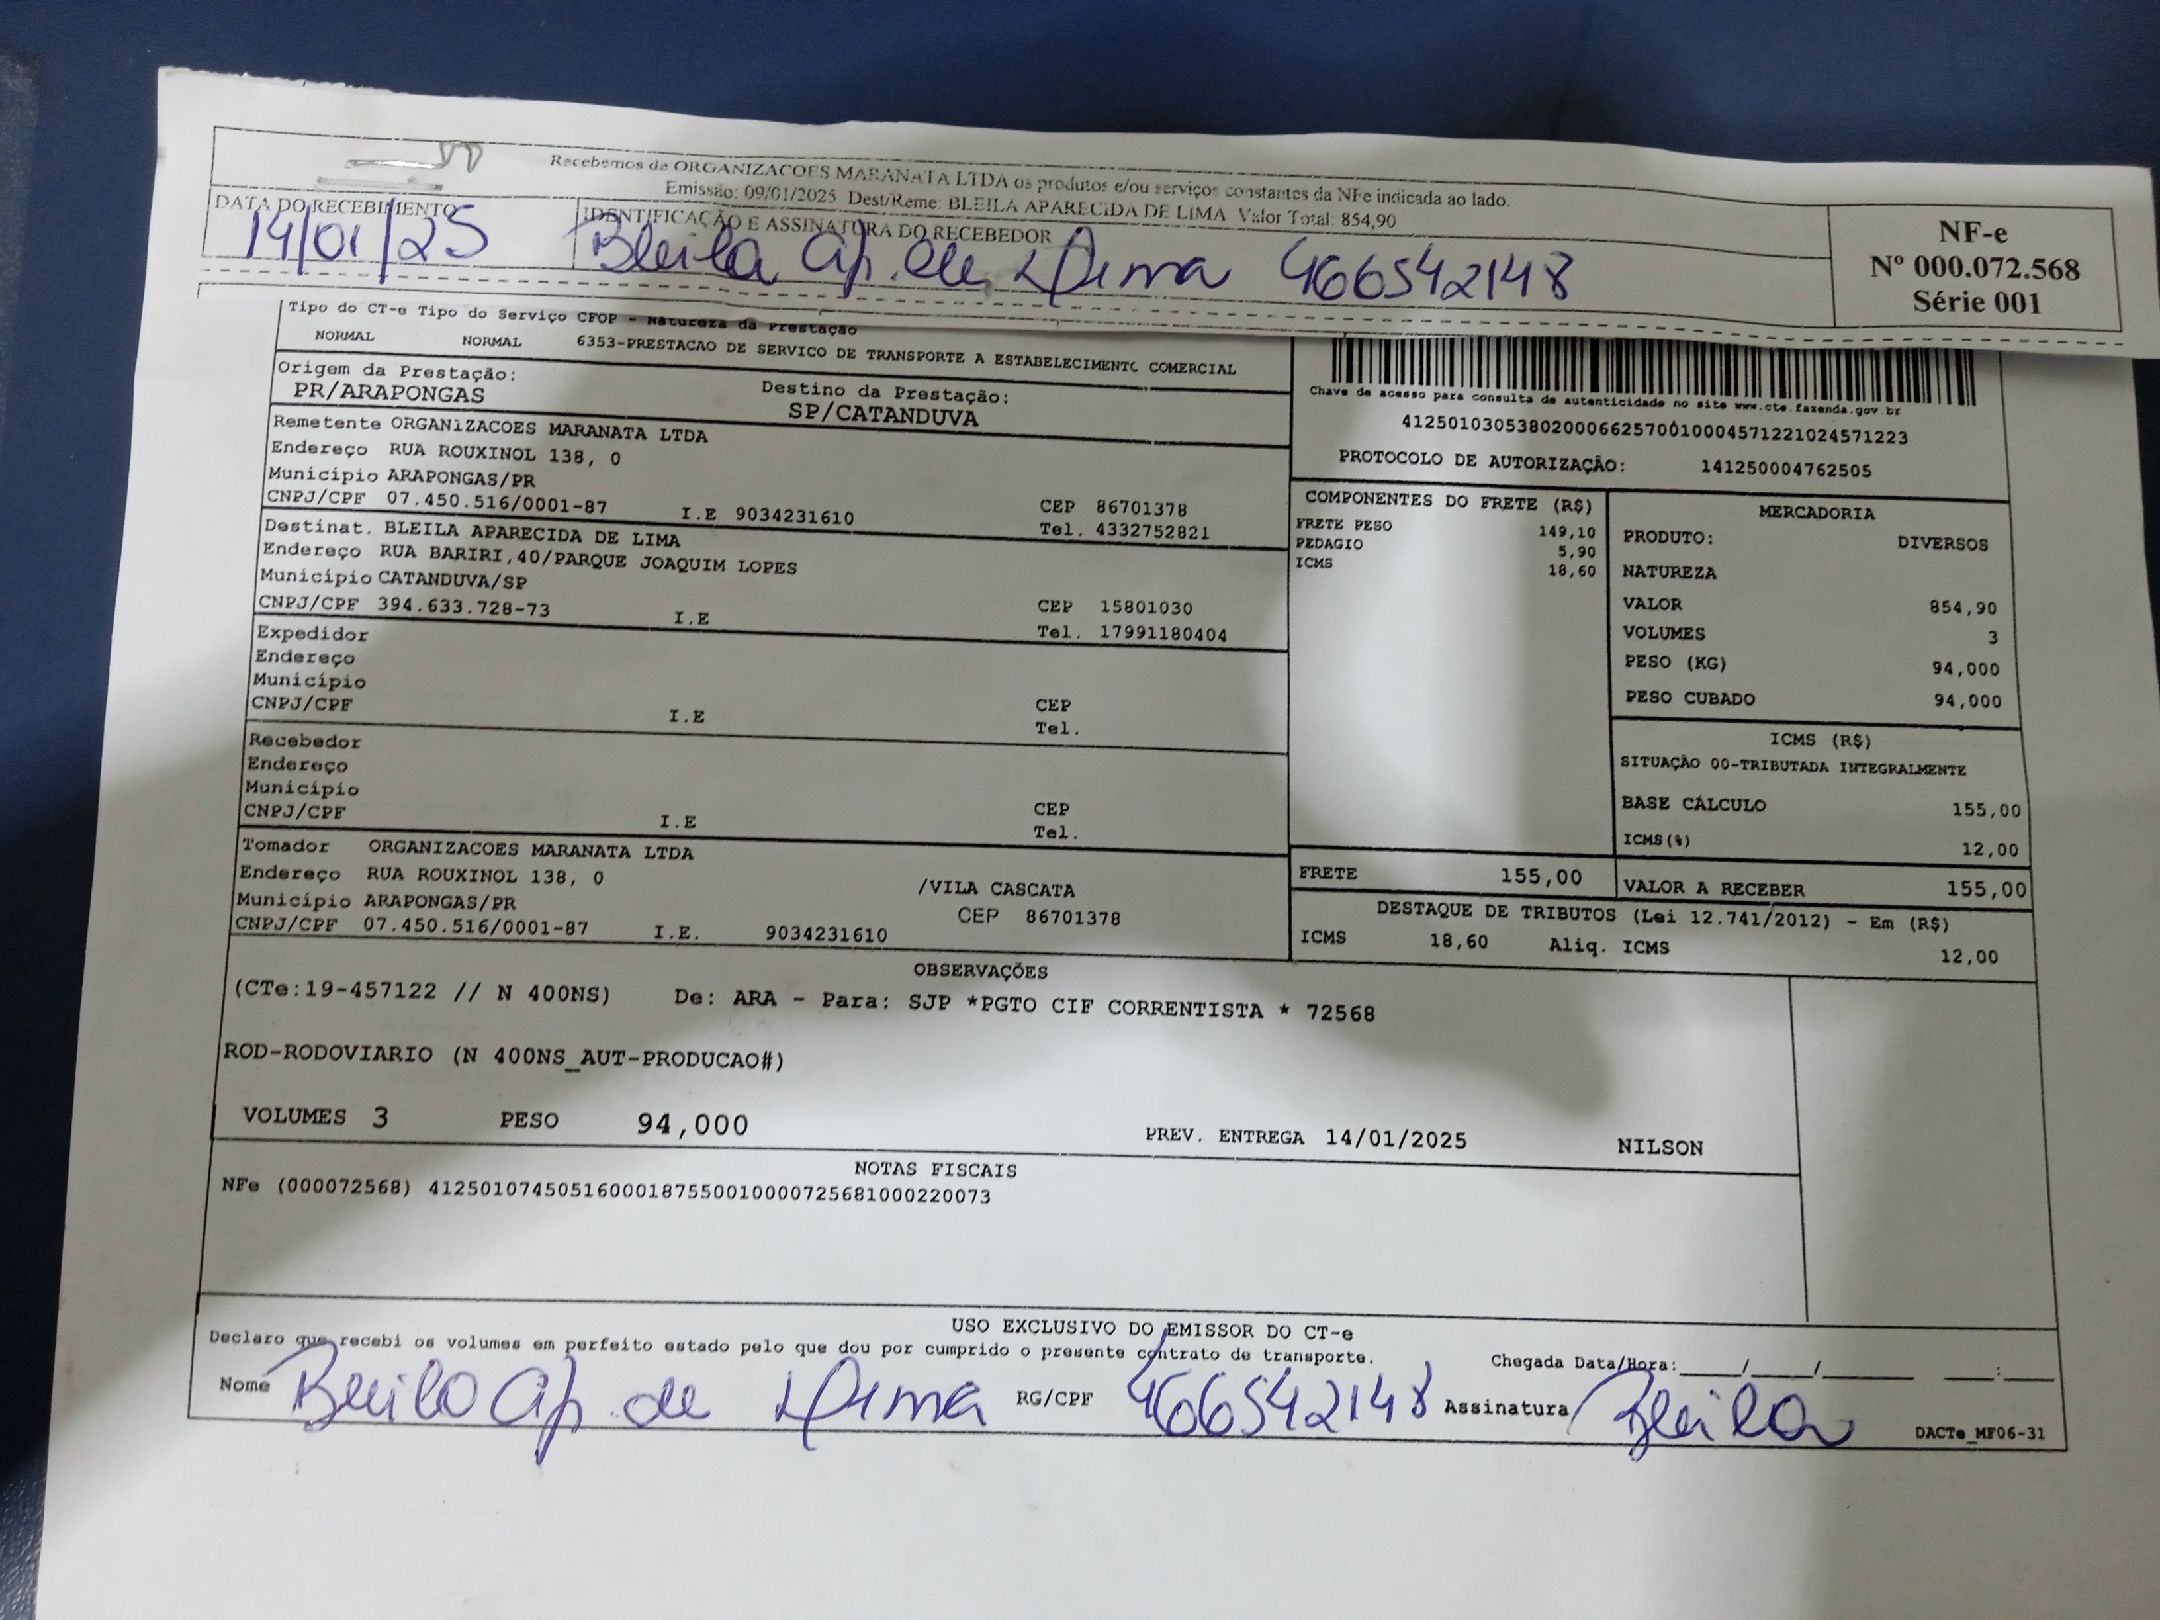 Recebemos de ORGANIZACOES MARANATA LTDA os produtos e/ou serviços constantes da NFe indicada ao lado.
Emissão: 09/01/2025 Dest/Reme: BLEILA APARECIDA DE LIMA Valor Total: 854,90
DATA DO RECEBIMENTO
14/01/25
IDENTIFICAÇÃO E ASSINATURA DO RECEBEDOR
Bleila Ap. de Lima 466542148
NF-e
Nº 000.072.568
Série 001
Tipo do CT-e Tipo do Serviço CFOP - Natureza da Prestação
NORMAL NORMAL 6353-PRESTACAO DE SERVICO DE TRANSPORTE A ESTABELECIMENTO COMERCIAL
Origem da Prestação: Destino da Prestação:
PR/ARAPONGAS SP/CATANDUVA
Chave de acesso para consulta de autenticidade no site www.cte.fazenda.gov.br
41250103053802000662570010004571221024571223
PROTOCOLO DE AUTORIZAÇÃO: 141250004762505
Remetente ORGANIZACOES MARANATA LTDA
Endereço RUA ROUXINOL 138, 0
Município ARAPONGAS/PR CEP 86701378
CNPJ/CPF 07.450.516/0001-87 I.E 9034231610 Tel. 4332752821
Destinat. BLEILA APARECIDA DE LIMA
Endereço RUA BARIRI,40/PARQUE JOAQUIM LOPES
Município CATANDUVA/SP CEP 15801030
CNPJ/CPF 394.633.728-73 I.E Tel. 17991180404
Expedidor
Endereço
Município CEP
CNPJ/CPF I.E Tel.
Recebedor
Endereço
Município CEP
CNPJ/CPF I.E Tel.
Tomador ORGANIZACOES MARANATA LTDA
Endereço RUA ROUXINOL 138, 0 /VILA CASCATA
Município ARAPONGAS/PR CEP 86701378
CNPJ/CPF 07.450.516/0001-87 I.E. 9034231610
COMPONENTES DO FRETE (R$)
FRETE PESO 149,10
PEDAGIO 5,90
ICMS 18,60
MERCADORIA
PRODUTO: DIVERSOS
NATUREZA
VALOR 854,90
VOLUMES 3
PESO (KG) 94,000
PESO CUBADO 94,000
ICMS (R$)
SITUAÇÃO 00-TRIBUTADA INTEGRALMENTE
BASE CÁLCULO 155,00
ICMS(%) 12,00
FRETE 155,00 VALOR A RECEBER 155,00
DESTAQUE DE TRIBUTOS (Lei 12.741/2012) - Em (R$)
ICMS 18,60 Aliq. ICMS 12,00
OBSERVAÇÕES
(CTe:19-457122 // N 400NS) De: ARA - Para: SJP *PGTO CIF CORRENTISTA * 72568
ROD-RODOVIARIO (N 400NS_AUT-PRODUCAO#)
VOLUMES 3 PESO 94,000 PREV. ENTREGA 14/01/2025 NILSON
NOTAS FISCAIS
NFe (000072568) 41250107450516000187550010000725681000220073
USO EXCLUSIVO DO EMISSOR DO CT-e
Declaro que recebi os volumes em perfeito estado pelo que dou por cumprido o presente contrato de transporte. Chegada Data/Hora:____/____/______ ___:___
Nome Bleila Ap. de Lima RG/CPF 466542148 Assinatura Bleila
DACTe_MF06-31